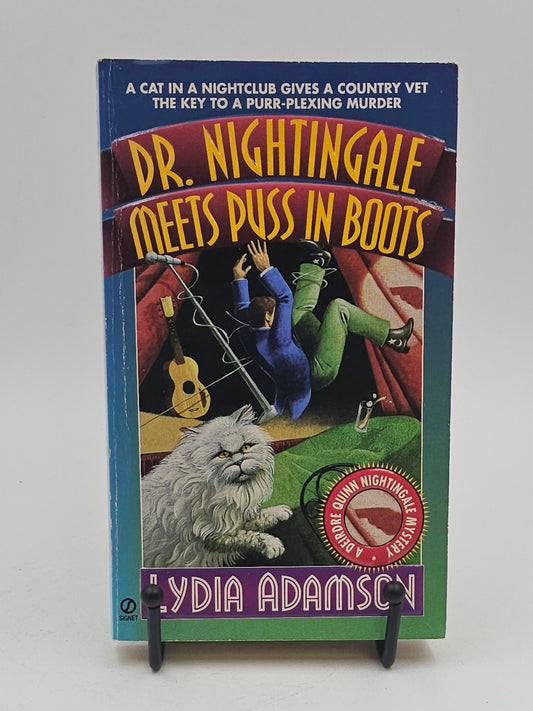 A CAT IN A NIGHTCLUB GIVES A COUNTRY VET
THE KEY TO A PURR-PLEXING MURDER
DR. NIGHTINGALE
MEETS PUSS IN BOOTS
A DEIRDRE QUINN NIGHTINGALE MYSTERY
LYDIA ADAMSON
SIGNET